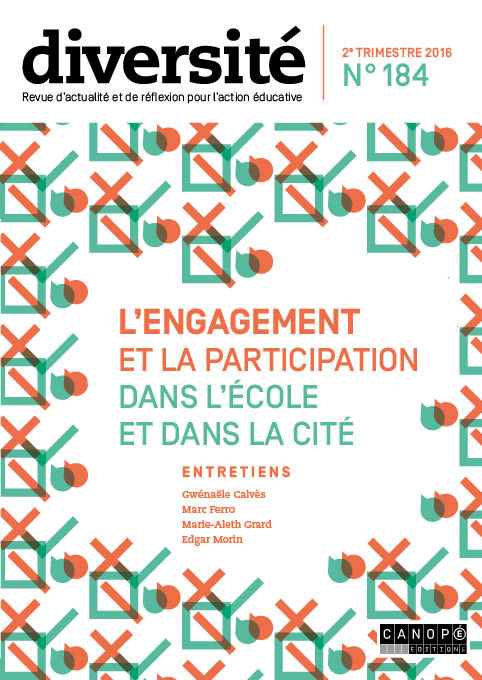 diversité
Revue d'actualité et de réflexion pour l'action éducative
2e TRIMESTRE 2016
N° 184
L'ENGAGEMENT
ET LA PARTICIPATION
DANS L'ÉCOLE
ET DANS LA CITÉ
ENTRETIENS
Gwénaële Calvès
Marc Ferro
Marie-Aleth Grard
Edgar Morin
CANOPÉ
EDITIONS